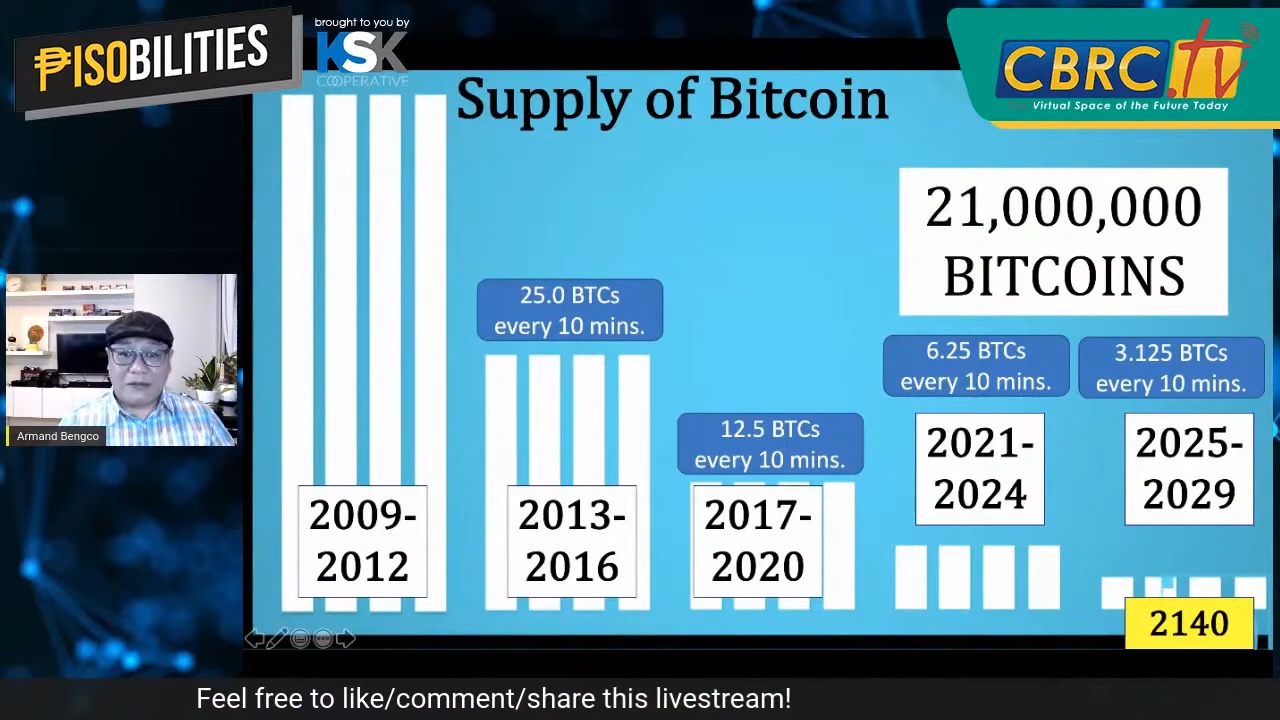 ₱ISOBILITIES
brought to you by
KSK
COOPERATIVE
CBRC.tv
The Virtual Space of the Future Today
Supply of Bitcoin
21,000,000
BITCOINS
25.0 BTCs
every 10 mins.
12.5 BTCs
every 10 mins.
6.25 BTCs
every 10 mins.
3.125 BTCs
every 10 mins.
2009-
2012
2013-
2016
2017-
2020
2021-
2024
2025-
2029
2140
Armand Bengco
Feel free to like/comment/share this livestream!